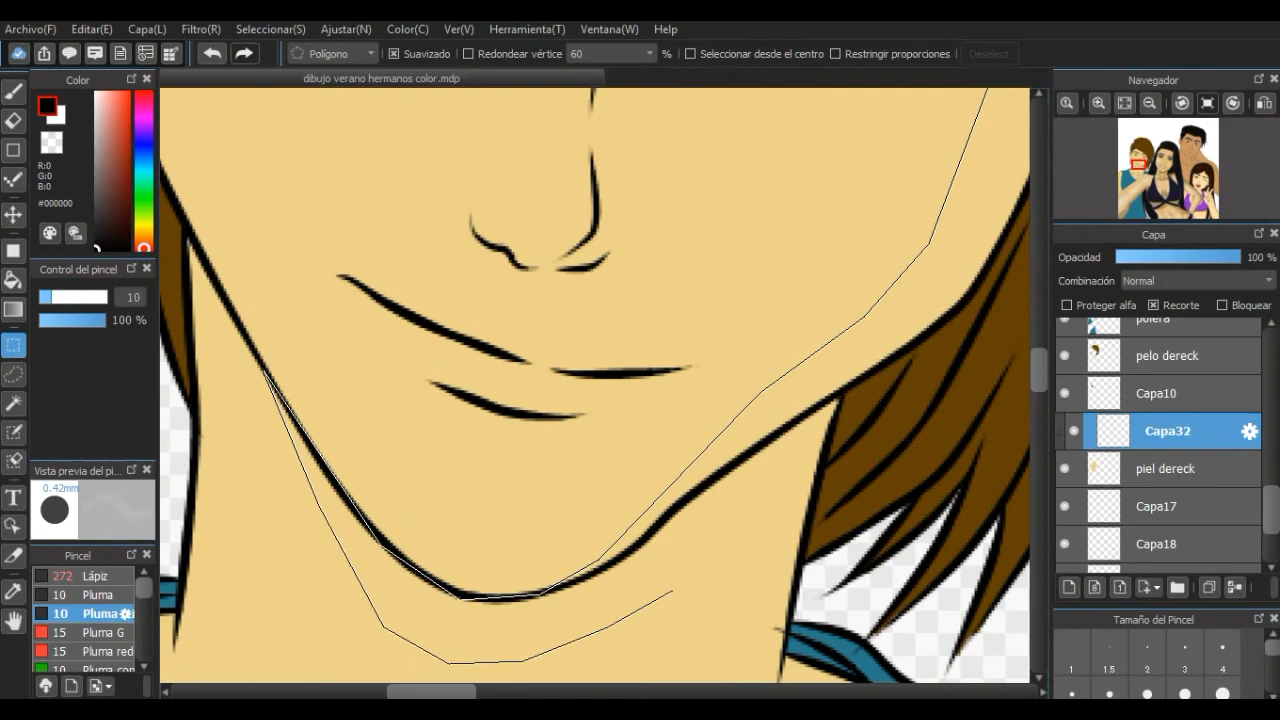 Archivo(F) Editar(E) Capa(L) Filtro(R) Seleccionar(S) Ajustar(N) Color(C) Ver(V) Herramienta(T) Ventana(W) Help
Polígono Suavizado Redondear vértice 60 % Seleccionar desde el centro Restringir proporciones Deselect
dibujo verano hermanos color.mdp
Color
R:0
G:0
B:0
#000000
Control del pincel
10
100 %
Vista previa del pi...
0.42mm
Pincel
272 Lápiz
10 Pluma
10 Pluma
15 Pluma G
15 Pluma red
10 Pluma con
Navegador
Capa
Opacidad 100 %
Combinación Normal
Proteger alfa Recorte Bloquear
polera
pelo dereck
Capa10
Capa32
piel dereck
Capa17
Capa18
Tamaño del Pincel
1 1.5 2 3 4